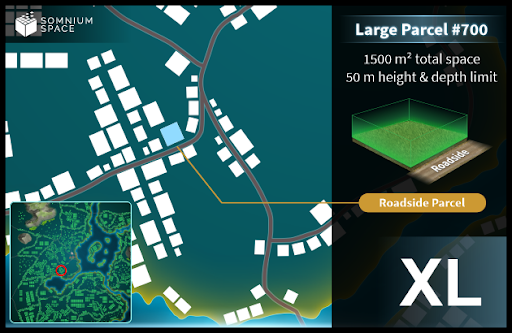 SOMNIUM
SPACE
Large Parcel #700
1500 m² total space
50 m height & depth limit
Roadside
Roadside Parcel
XL